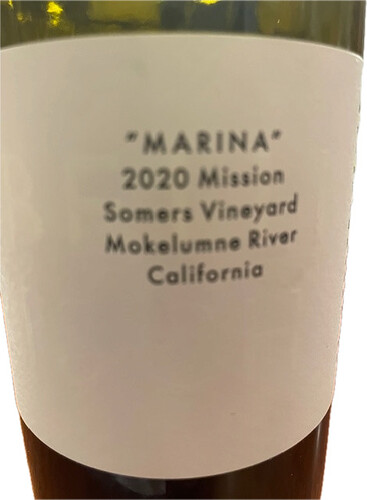 "MARINA"
2020 Mission
Somers Vineyard
Mokelumne River
California